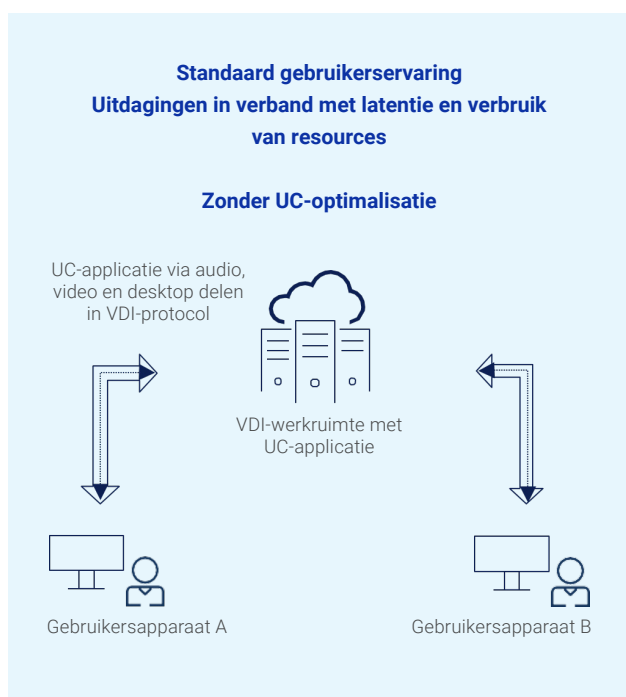 Standaard gebruikerservaring
Uitdagingen in verband met latentie en verbruik
van resources
Zonder UC-optimalisatie
UC-applicatie via audio,
video en desktop delen
in VDI-protocol
VDI-werkruimte met
UC-applicatie
Gebruikersapparaat A
Gebruikersapparaat B